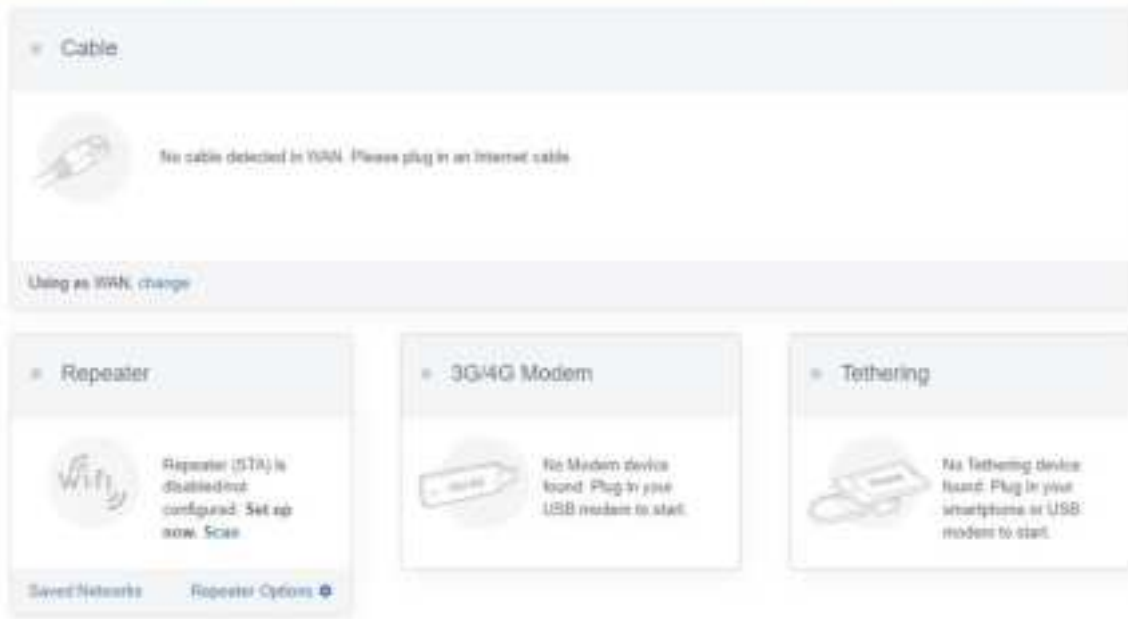 Cable
No cable detected in WAN. Please plug in an Internet cable.
Using as WAN, change
Repeater
3G/4G Modem
Tethering
WiFi
Repeater (STA) is
disabled/not
configured. Set up
now. Scan
No Modem device
found. Plug in your
USB modem to start.
No Tethering device
found. Plug in your
smartphone or USB
modem to start.
Saved Networks
Repeater Options